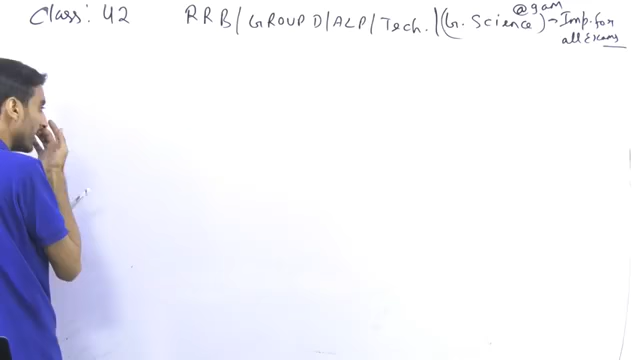 @9am
Class: 42 RRB/GROUP D/ALP/Tech. (G. Science) → Imp. for
all Exams